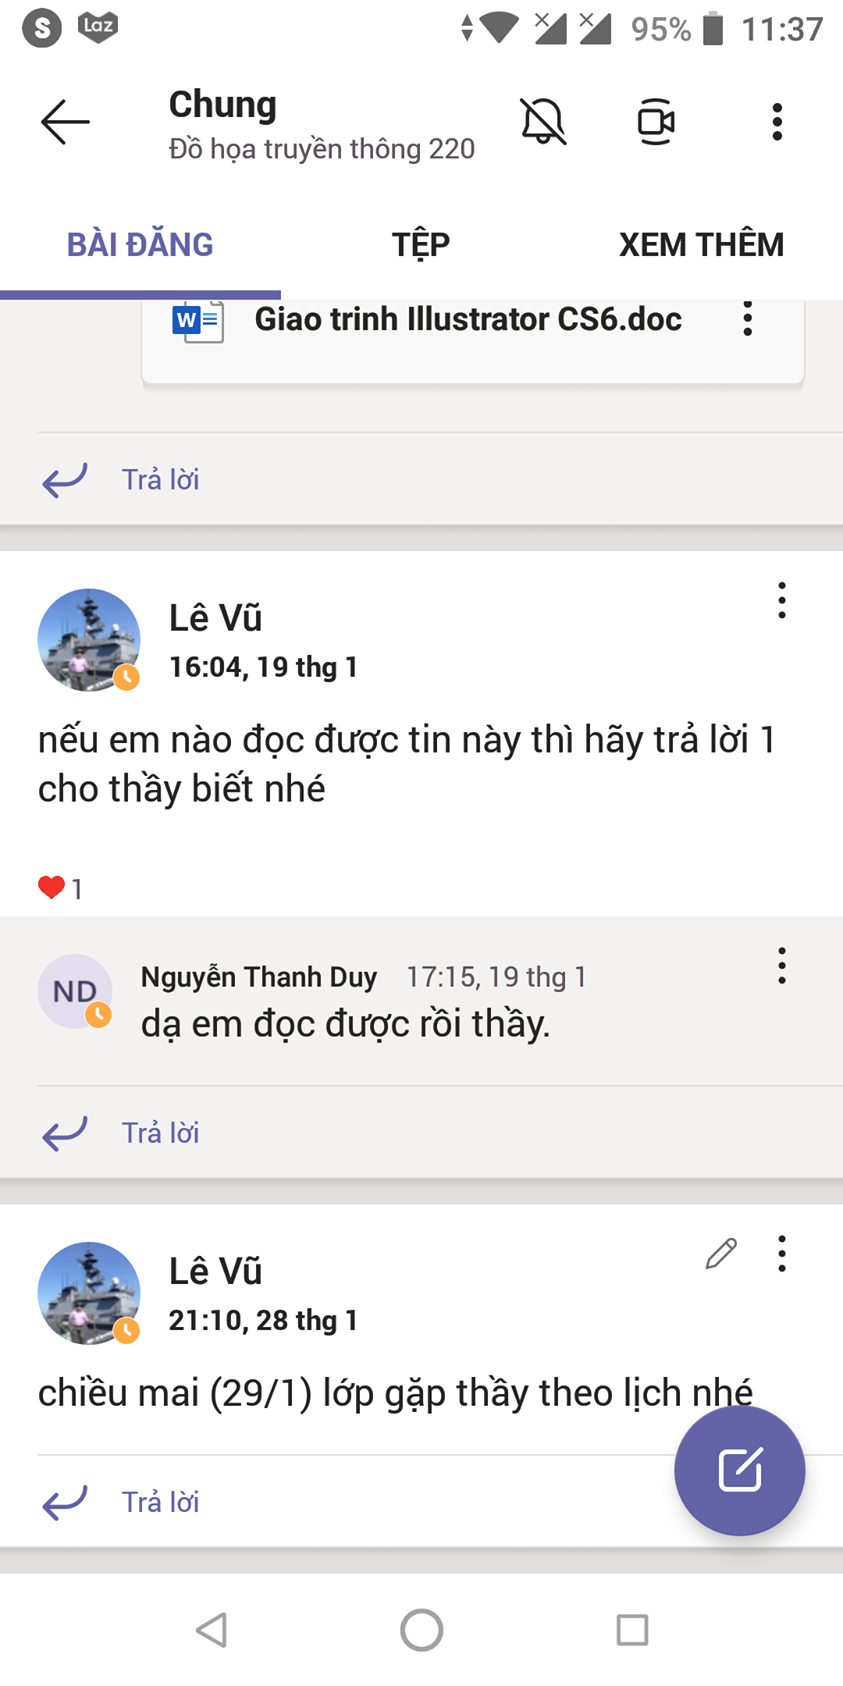 S Laz 95% 11:37
Chung
Đồ họa truyền thông 220
BÀI ĐĂNG TỆP XEM THÊM
W Giao trinh Illustrator CS6.doc
Trả lời
Lê Vũ
16:04, 19 thg 1
nếu em nào đọc được tin này thì hãy trả lời 1
cho thầy biết nhé
1
ND Nguyễn Thanh Duy 17:15, 19 thg 1
dạ em đọc được rồi thầy.
Trả lời
Lê Vũ
21:10, 28 thg 1
chiều mai (29/1) lớp gặp thầy theo lịch nhé
Trả lời